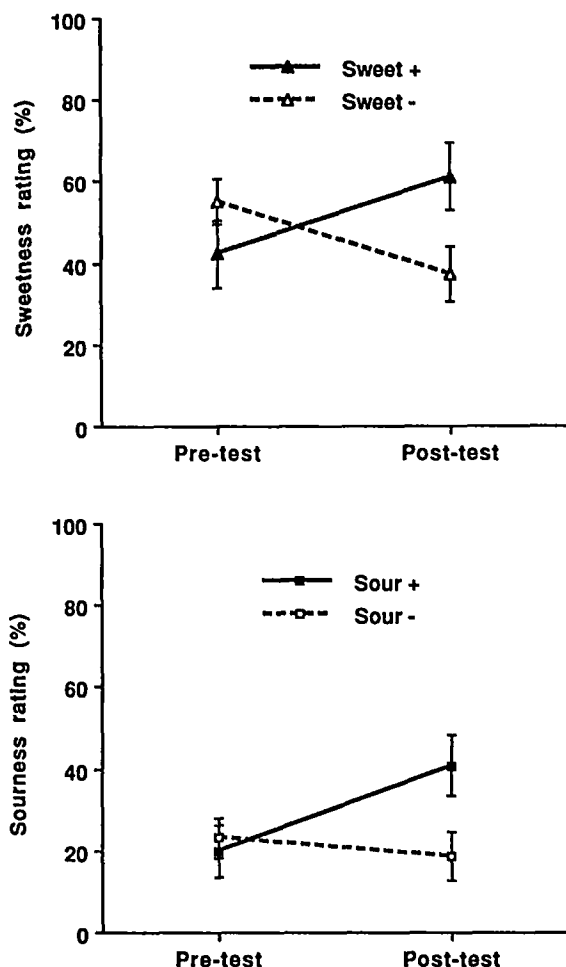 100
80
60
40
20
0
Sweetness rating (%)
Sweet +
Sweet -
Pre-test Post-test
100
80
60
40
20
0
Sourness rating (%)
Sour +
Sour -
Pre-test Post-test